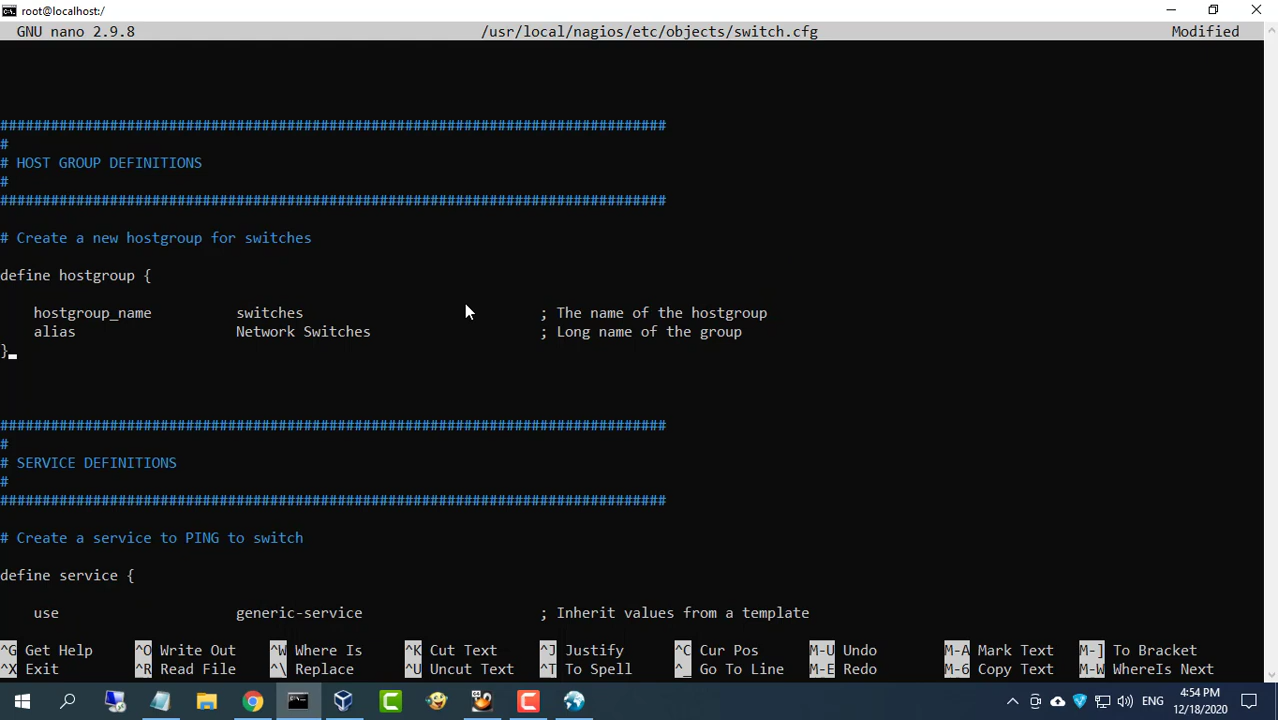 root@localhost:/
GNU nano 2.9.8 /usr/local/nagios/etc/objects/switch.cfg Modified
###############################################################################
#
# HOST GROUP DEFINITIONS
#
###############################################################################
# Create a new hostgroup for switches
define hostgroup {
hostgroup_name switches ; The name of the hostgroup
alias Network Switches ; Long name of the group
}
###############################################################################
#
# SERVICE DEFINITIONS
#
###############################################################################
# Create a service to PING to switch
define service {
use generic-service ; Inherit values from a template
^G Get Help ^O Write Out ^W Where Is ^K Cut Text ^J Justify ^C Cur Pos M-U Undo M-A Mark Text M-] To Bracket
^X Exit ^R Read File ^\ Replace ^U Uncut Text ^T To Spell ^_ Go To Line M-E Redo M-6 Copy Text M-W WhereIs Next
ENG
4:54 PM
12/18/2020